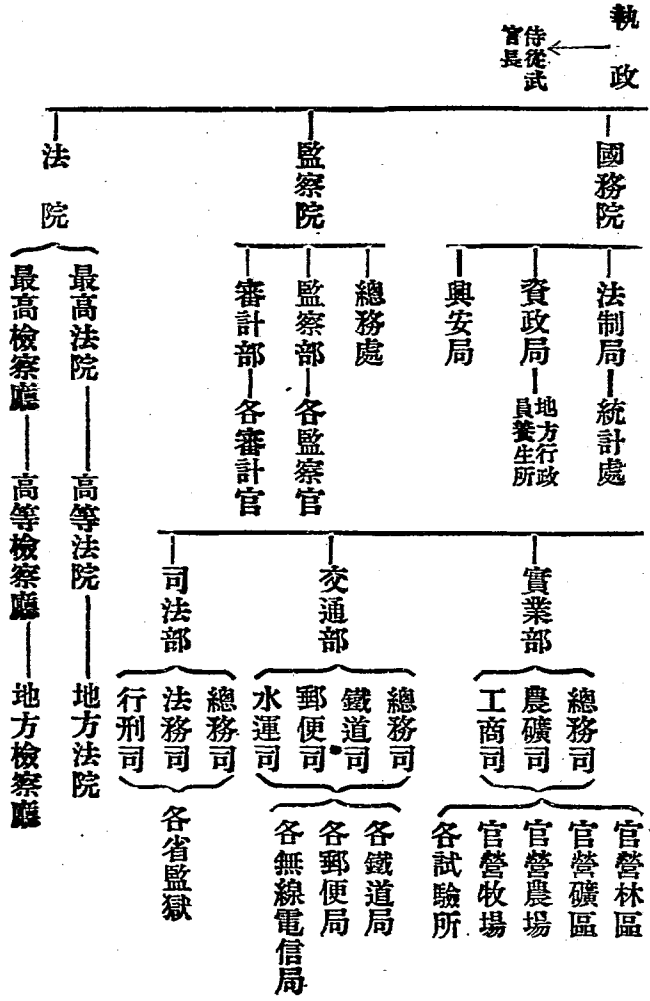 執政
侍從武
官長
國務院
監察院
法院
法制局
統計處
資政局
地方行政
員養生所
興安局
總務處
監察部
各監察官
審計部
各審計官
最高法院
高等法院
地方法院
最高檢察廳
高等檢察廳
地方檢察廳
實業部
總務司
農礦司
工商司
官營林區
官營礦區
官營農場
官營牧場
各試驗所
交通部
總務司
鐵道司
郵便司
水運司
各鐵道局
各郵便局
各無線電信局
司法部
總務司
法務司
行刑司
各省監獄